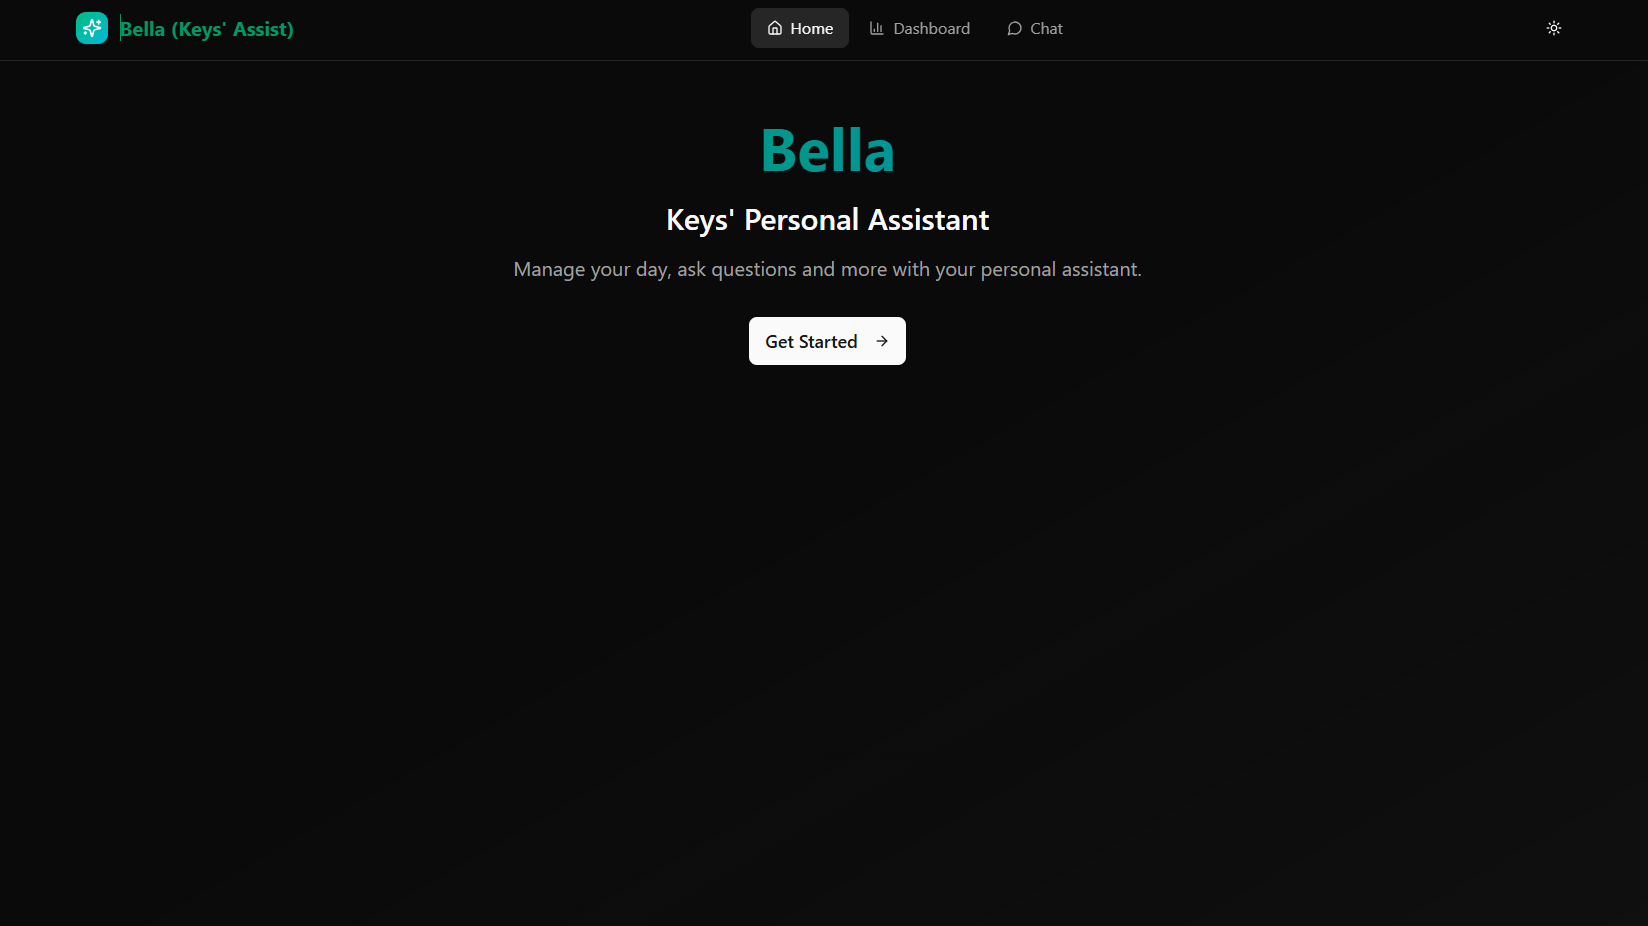 Bella (Keys' Assist)
Home
Dashboard
Chat
Bella
Keys' Personal Assistant
Manage your day, ask questions and more with your personal assistant.
Get Started